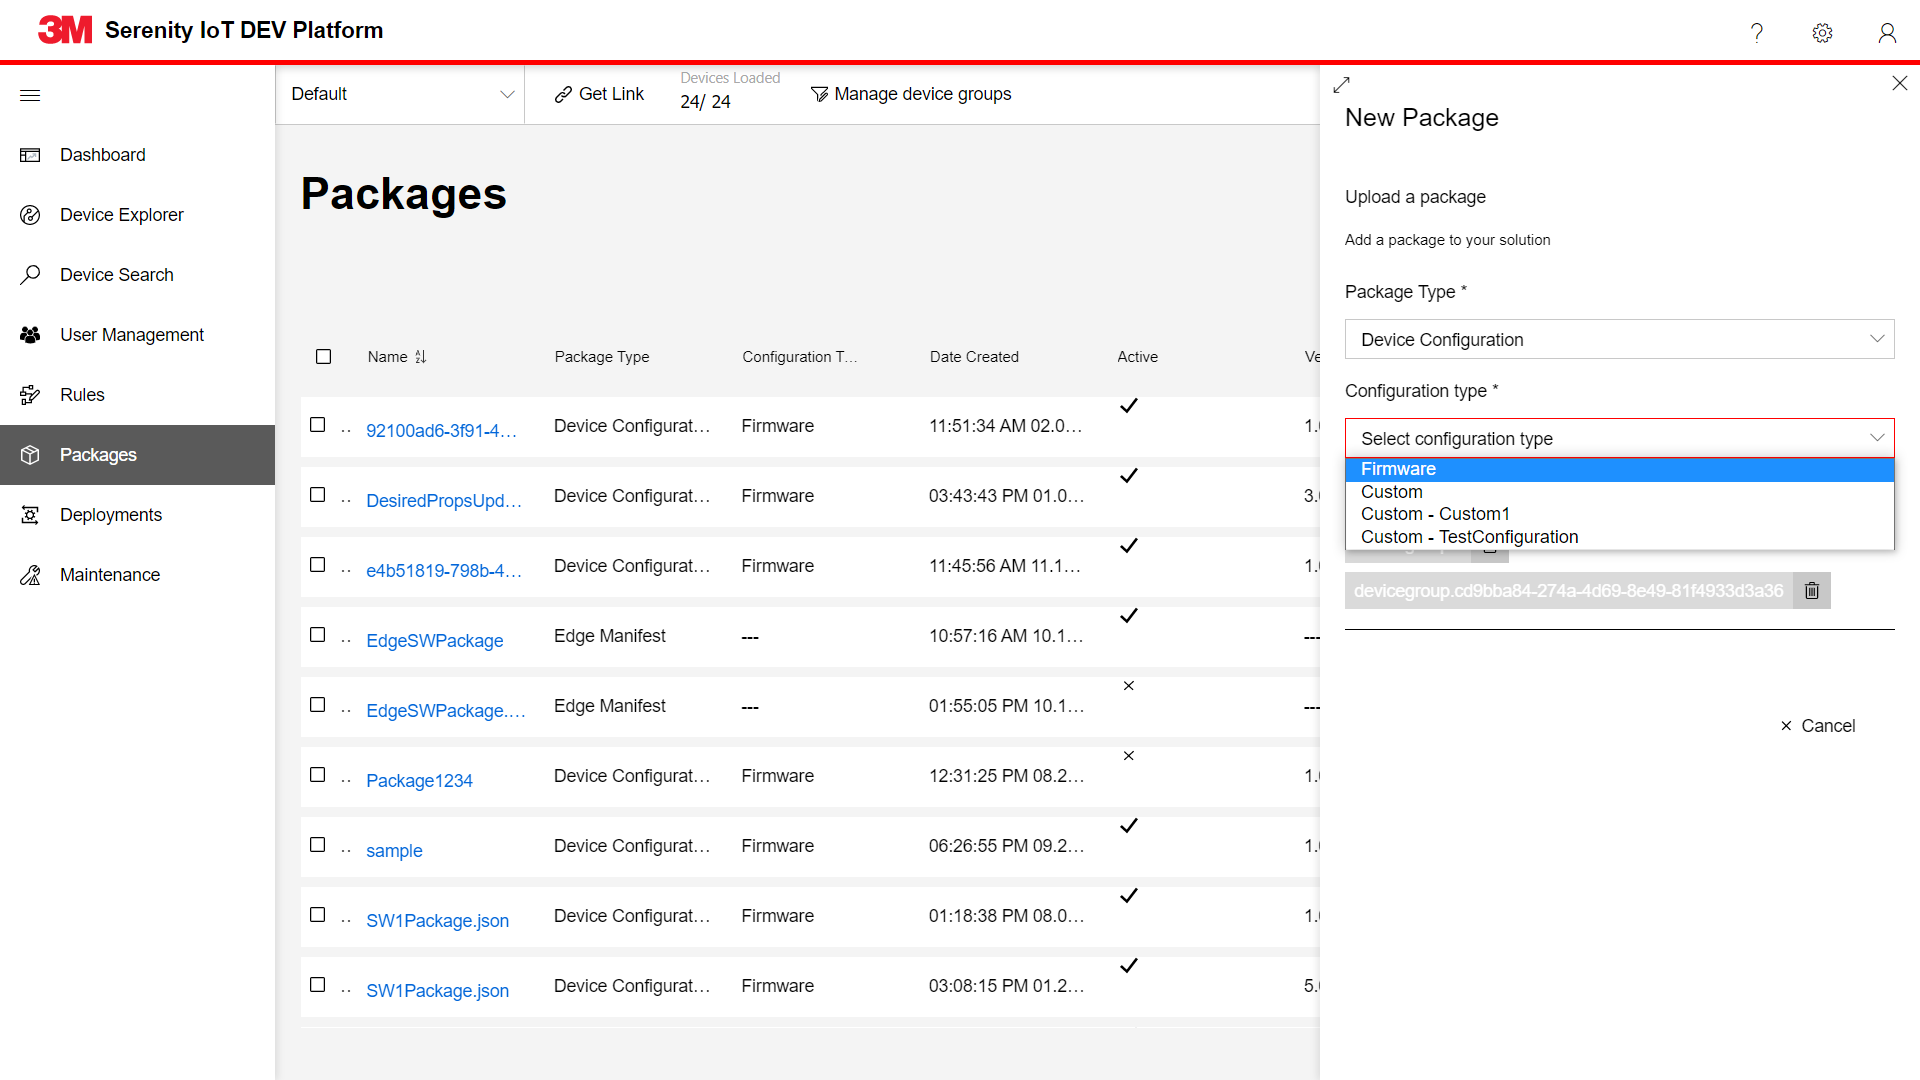 3M Serenity IoT DEV Platform
Default
Get Link
Devices Loaded
24/ 24
Manage device groups
Dashboard
Device Explorer
Device Search
User Management
Rules
Packages
Deployments
Maintenance
Packages
Name Package Type Configuration T... Date Created Active Ve
92100ad6-3f91-4... Device Configurat... Firmware 11:51:34 AM 02.0... 1.
DesiredPropsUpd... Device Configurat... Firmware 03:43:43 PM 01.0... 3.
e4b51819-798b-4... Device Configurat... Firmware 11:45:56 AM 11.1... 1.
EdgeSWPackage Edge Manifest --- 10:57:16 AM 10.1... ---
EdgeSWPackage.... Edge Manifest --- 01:55:05 PM 10.1... ---
Package1234 Device Configurat... Firmware 12:31:25 PM 08.2... 1.
sample Device Configurat... Firmware 06:26:55 PM 09.2... 1.
SW1Package.json Device Configurat... Firmware 01:18:38 PM 08.0... 1.
SW1Package.json Device Configurat... Firmware 03:08:15 PM 01.2... 5.
New Package
Upload a package
Add a package to your solution
Package Type *
Device Configuration
Configuration type *
Select configuration type
Firmware
Custom
Custom - Custom1
Custom - TestConfiguration
devicegroup.cd9bba84-274a-4d69-8e49-81f4933d3a36
Cancel